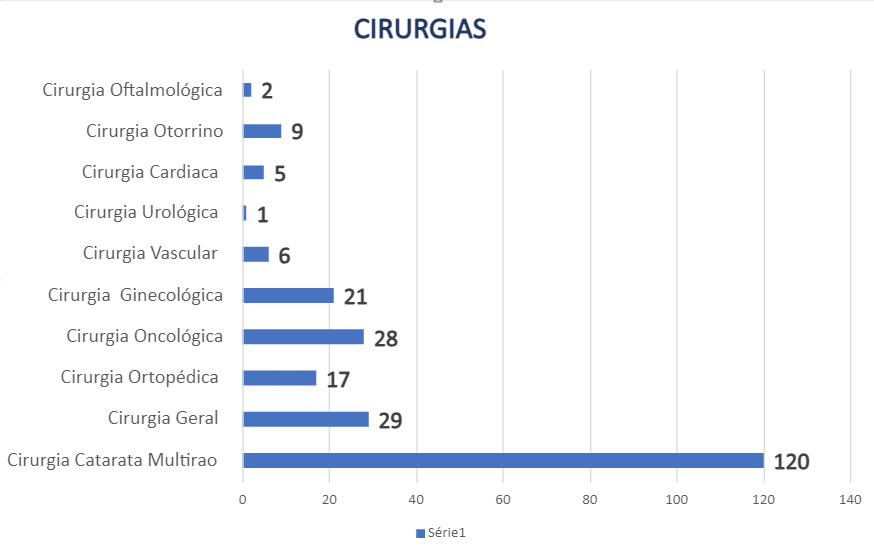 CIRURGIAS
Cirurgia Oftalmológica 2
Cirurgia Otorrino 9
Cirurgia Cardiaca 5
Cirurgia Urológica 1
Cirurgia Vascular 6
Cirurgia Ginecológica 21
Cirurgia Oncológica 28
Cirurgia Ortopédica 17
Cirurgia Geral 29
Cirurgia Catarata Multirao 120
0 20 40 60 80 100 120 140
Série1